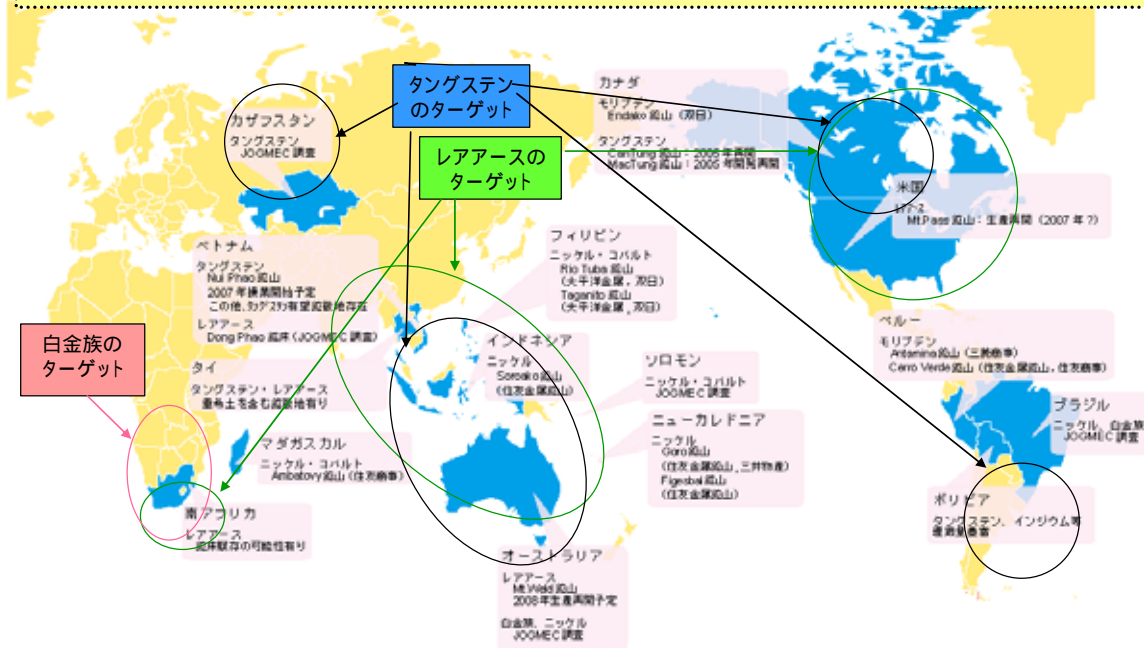 タングステン
のターゲット
レアアースの
ターゲット
白金族の
ターゲット
カザフスタン
タングステン
JOGMEC 調査
カナダ
モリブデン
Endako 鉱山 (双日)
タングステン
CanTung 鉱山：2005 年再開
MacTung 鉱山：2005 年開発再開
米国
レアアース
Mt.Pass 鉱山：生産再開 (2007 年？)
ベトナム
タングステン
Nui Phao 鉱山
2007 年操業開始予定
この他、タングステン有望鉱徴地存在
レアアース
Dong Phao 鉱床 (JOGMEC 調査)
フィリピン
ニッケル・コバルト
Rio Tuba 鉱山
(大平洋金属，双日)
Taganito 鉱山
(大平洋金属，双日)
タイ
タングステン・レアアース
重希土を含む鉱徴地有り
インドネシア
ニッケル
Soroako 鉱山
(住友金属鉱山)
ソロモン
ニッケル・コバルト
JOGMEC 調査
ペルー
モリブデン
Antamina 鉱山 (三菱商事)
Cerro Verde 鉱山 (住友金属鉱山，住友商事)
ブラジル
ニッケル、白金族
JOGMEC 調査
マダガスカル
ニッケル・コバルト
Ambatovy 鉱山 (住友商事)
ニューカレドニア
ニッケル
Goro 鉱山
(住友金属鉱山，三井物産)
Figesbal 鉱山
(住友金属鉱山)
ボリビア
タングステン、インジウム等
南アフリカ
レアアース
鉱床賦存の可能性有り
オーストラリア
レアアース
Mt.Weld 鉱山
2008 年生産再開予定
白金族、ニッケル
JOGMEC 調査